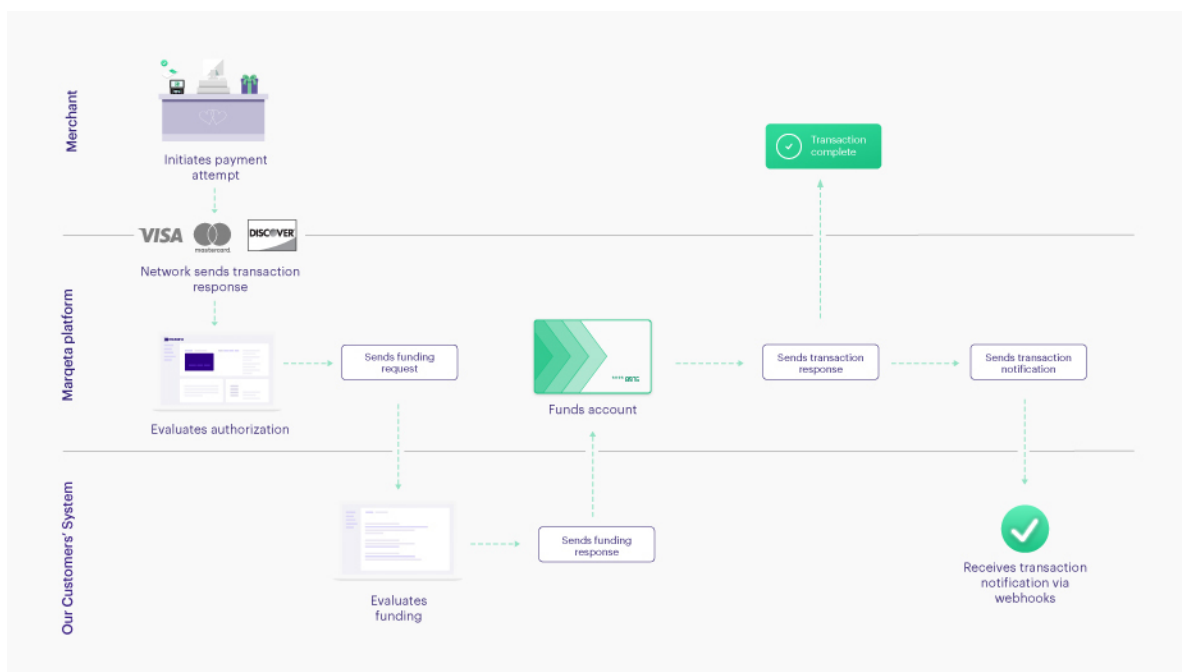 Merchant
Initiates payment
attempt
Transaction
complete
VISA
mastercard
DISCOVER
Network sends transaction
response
Marqeta platform
Sends funding
request
Sends transaction
response
Sends transaction
notification
Funds account
Evaluates authorization
Our Customers' System
Sends funding
response
Receives transaction
notification via
webhooks
Evaluates
funding